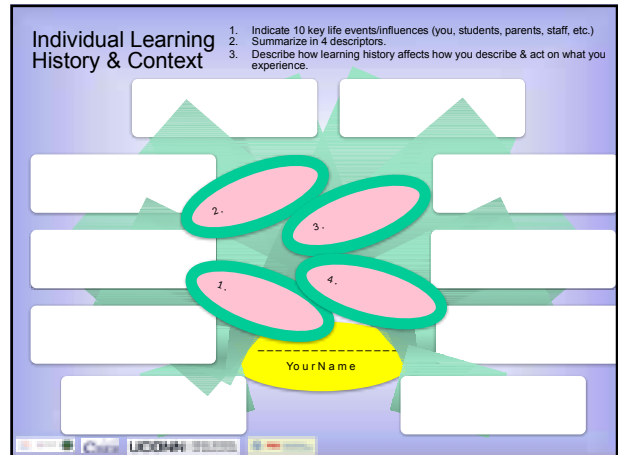 Individual Learning
History & Context
1. Indicate 10 key life events/influences (you, students, parents, staff, etc.)
2. Summarize in 4 descriptors.
3. Describe how learning history affects how you describe & act on what you
experience.
2.
3.
1.
4.
_ _ _ _ _ _ _ _ _ _ _ _ _ _ _
Your Name
UCONN